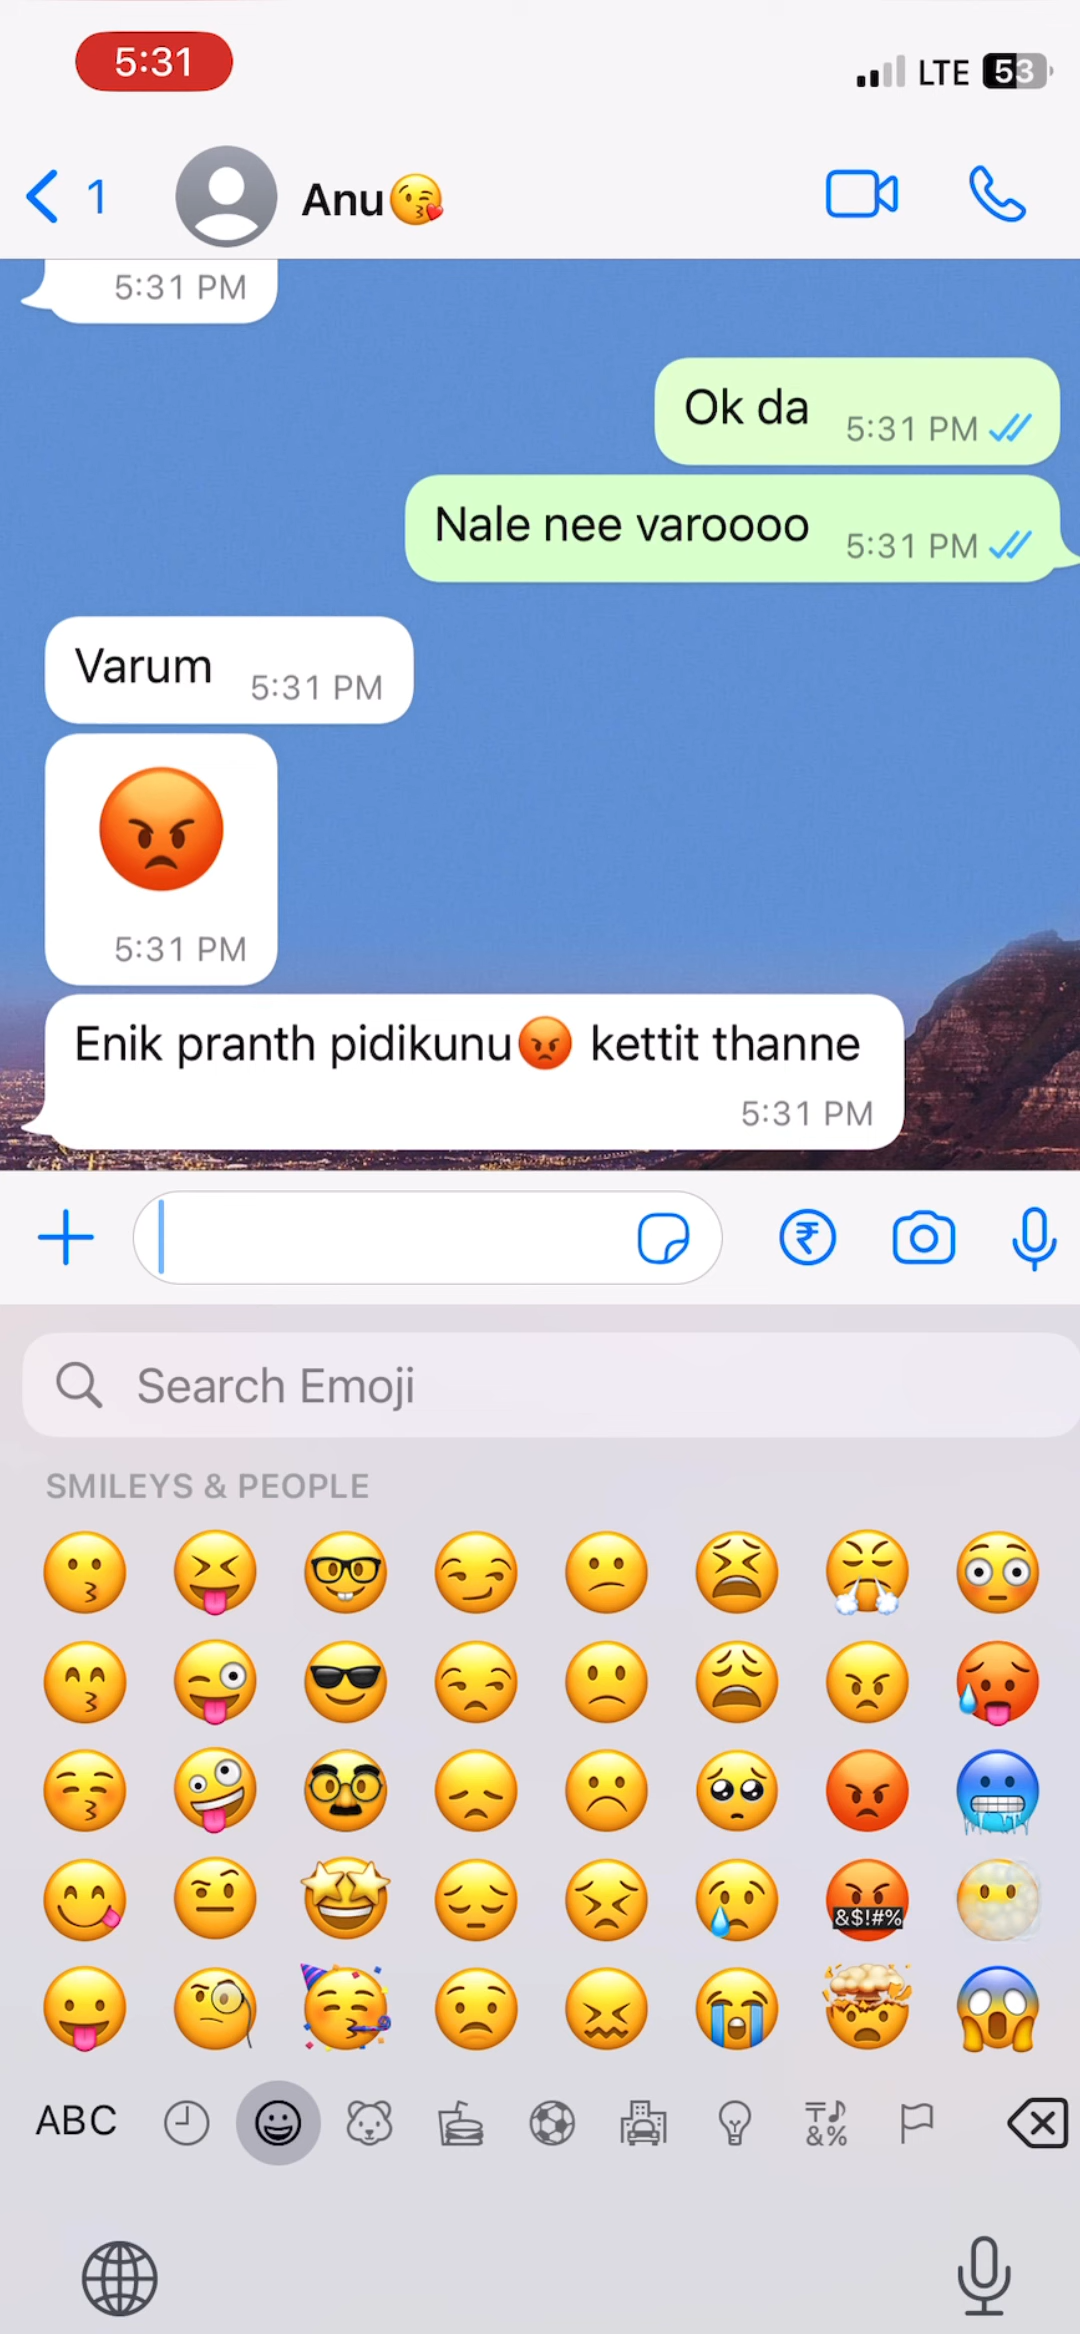 5:31
LTE 53
1 Anu😘
5:31 PM
Ok da 5:31 PM
Nale nee varoooo 5:31 PM
Varum 5:31 PM
😡
5:31 PM
Enik pranth pidikunu😡 kettit thanne
5:31 PM
Search Emoji
SMILEYS & PEOPLE
&$!#%
ABC
&%